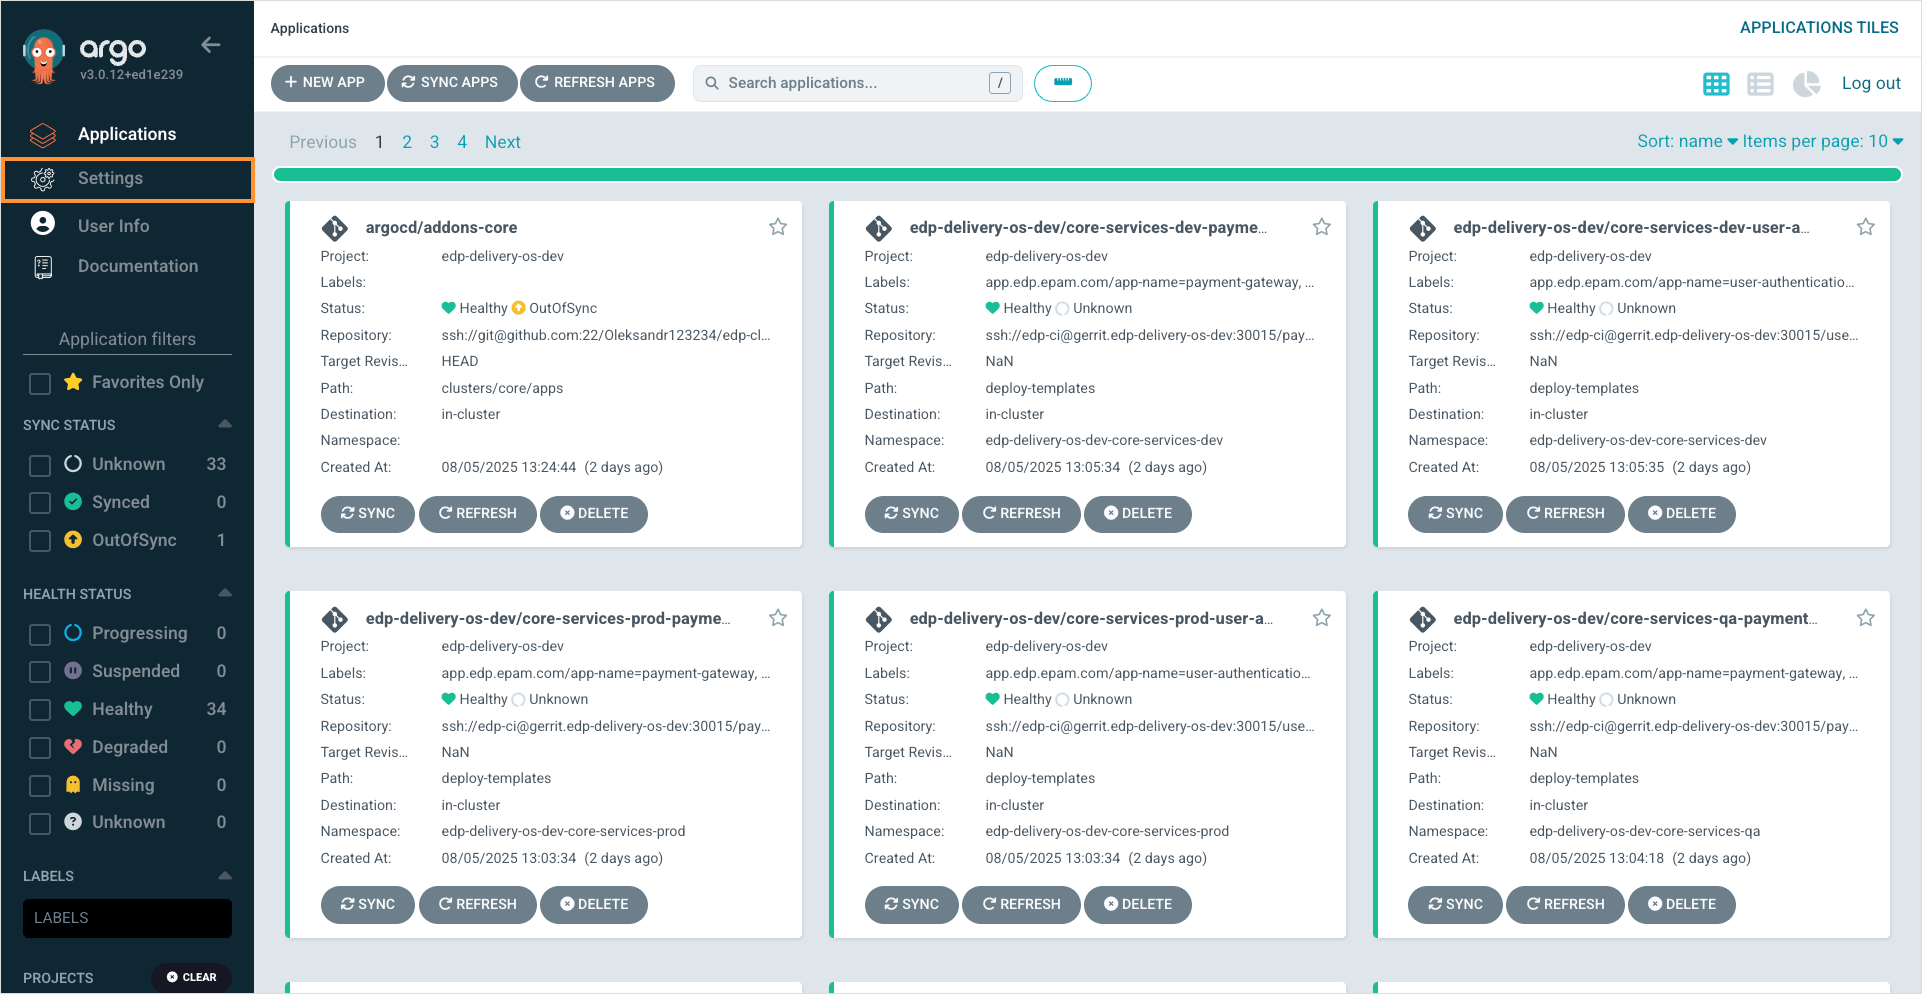 argo
v3.0.12+ed1e239
Applications
Settings
User Info
Documentation
Application filters
Favorites Only
SYNC STATUS
Unknown 33
Synced 0
OutOfSync 1
HEALTH STATUS
Progressing 0
Suspended 0
Healthy 34
Degraded 0
Missing 0
Unknown 0
LABELS
LABELS
PROJECTS CLEAR
Applications APPLICATIONS TILES
NEW APP SYNC APPS REFRESH APPS Search applications... / Log out
Previous 1 2 3 4 Next Sort: name Items per page: 10
argocd/addons-core
Project: edp-delivery-os-dev
Labels:
Status: Healthy OutOfSync
Repository: ssh://git@github.com:22/Oleksandr123234/edp-cl...
Target Revis... HEAD
Path: clusters/core/apps
Destination: in-cluster
Namespace:
Created At: 08/05/2025 13:24:44 (2 days ago)
SYNC REFRESH DELETE
edp-delivery-os-dev/core-services-dev-payme...
Project: edp-delivery-os-dev
Labels: app.edp.epam.com/app-name=payment-gateway, ...
Status: Healthy Unknown
Repository: ssh://edp-ci@gerrit.edp-delivery-os-dev:30015/pay...
Target Revis... NaN
Path: deploy-templates
Destination: in-cluster
Namespace: edp-delivery-os-dev-core-services-dev
Created At: 08/05/2025 13:05:34 (2 days ago)
SYNC REFRESH DELETE
edp-delivery-os-dev/core-services-dev-user-a...
Project: edp-delivery-os-dev
Labels: app.edp.epam.com/app-name=user-authenticatio...
Status: Healthy Unknown
Repository: ssh://edp-ci@gerrit.edp-delivery-os-dev:30015/use...
Target Revis... NaN
Path: deploy-templates
Destination: in-cluster
Namespace: edp-delivery-os-dev-core-services-dev
Created At: 08/05/2025 13:05:35 (2 days ago)
SYNC REFRESH DELETE
edp-delivery-os-dev/core-services-prod-payme...
Project: edp-delivery-os-dev
Labels: app.edp.epam.com/app-name=payment-gateway, ...
Status: Healthy Unknown
Repository: ssh://edp-ci@gerrit.edp-delivery-os-dev:30015/pay...
Target Revis... NaN
Path: deploy-templates
Destination: in-cluster
Namespace: edp-delivery-os-dev-core-services-prod
Created At: 08/05/2025 13:03:34 (2 days ago)
SYNC REFRESH DELETE
edp-delivery-os-dev/core-services-prod-user-a...
Project: edp-delivery-os-dev
Labels: app.edp.epam.com/app-name=user-authenticatio...
Status: Healthy Unknown
Repository: ssh://edp-ci@gerrit.edp-delivery-os-dev:30015/use...
Target Revis... NaN
Path: deploy-templates
Destination: in-cluster
Namespace: edp-delivery-os-dev-core-services-prod
Created At: 08/05/2025 13:03:34 (2 days ago)
SYNC REFRESH DELETE
edp-delivery-os-dev/core-services-qa-payment...
Project: edp-delivery-os-dev
Labels: app.edp.epam.com/app-name=payment-gateway, ...
Status: Healthy Unknown
Repository: ssh://edp-ci@gerrit.edp-delivery-os-dev:30015/pay...
Target Revis... NaN
Path: deploy-templates
Destination: in-cluster
Namespace: edp-delivery-os-dev-core-services-qa
Created At: 08/05/2025 13:04:18 (2 days ago)
SYNC REFRESH DELETE